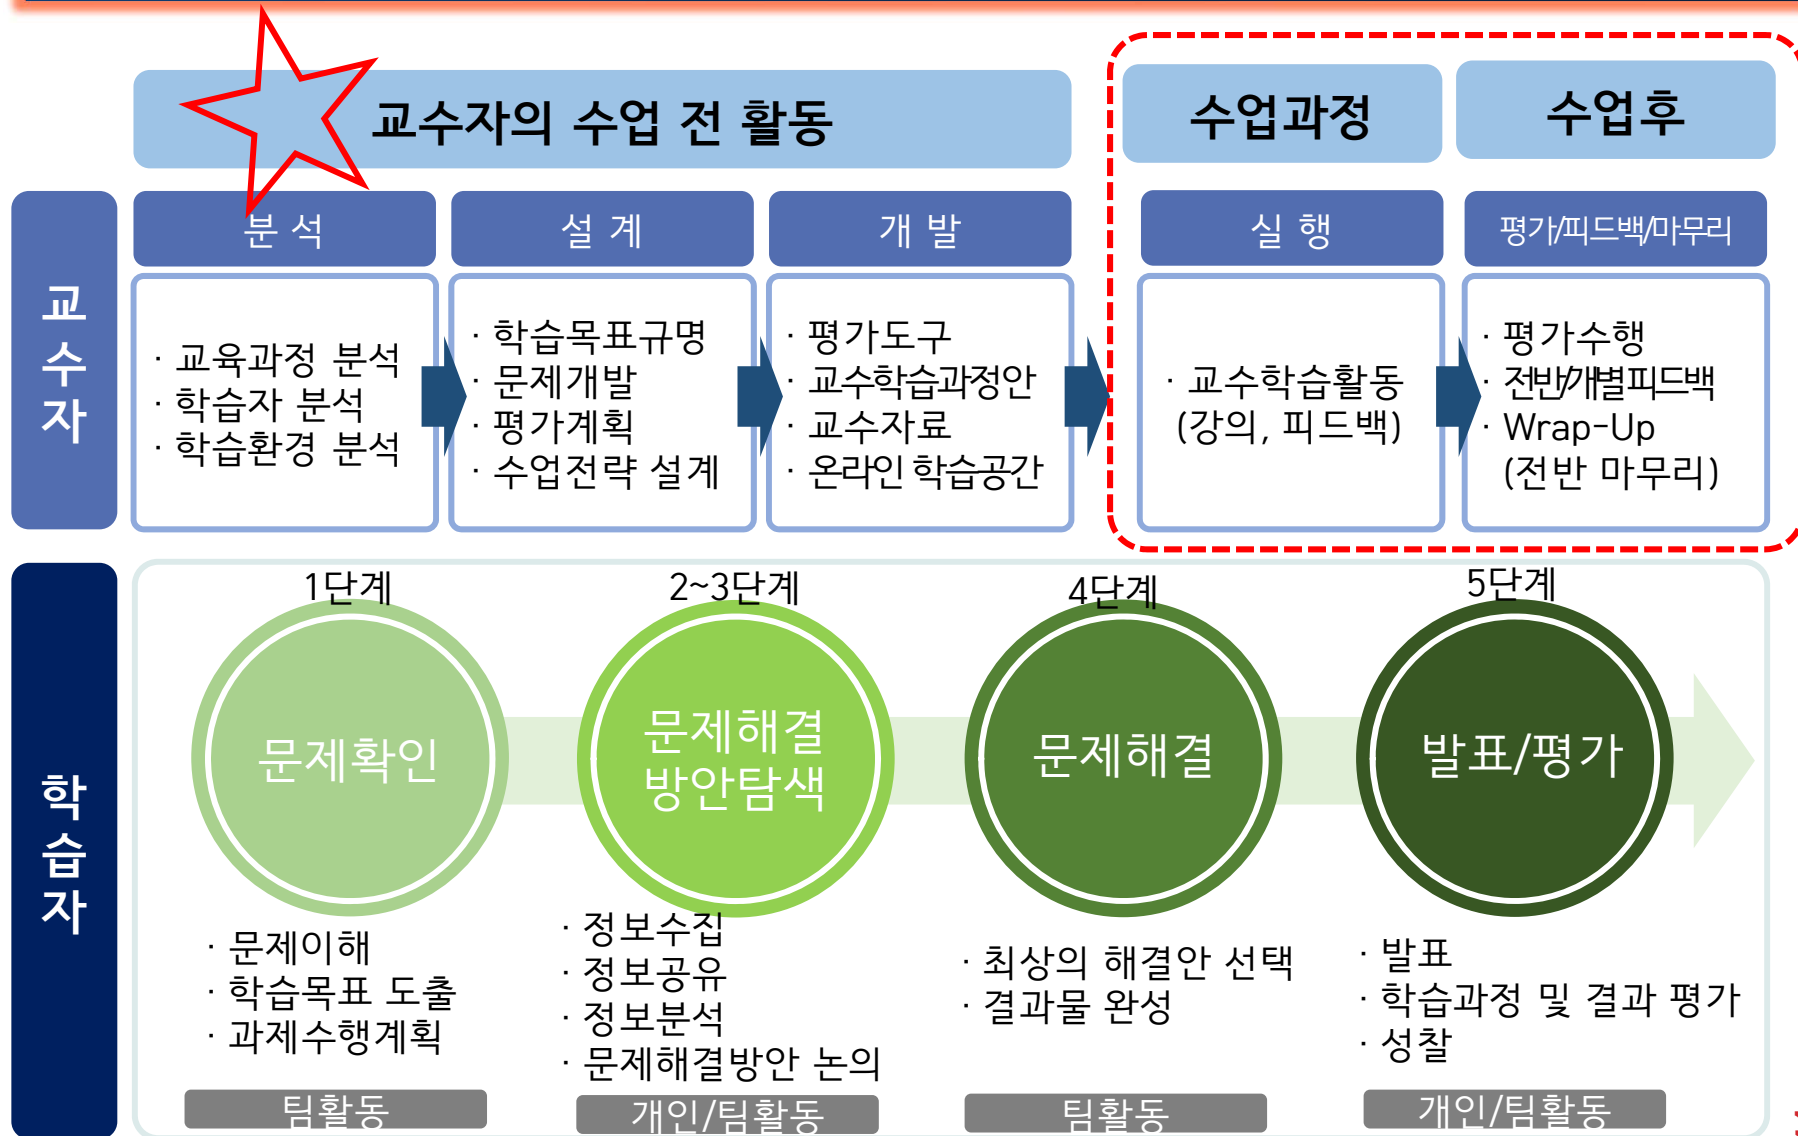 교수자의 수업 전 활동
수업과정
수업후
교수자
분 석
설 계
개 발
실 행
평가/피드백/마무리
· 교육과정 분석
· 학습자 분석
· 학습환경 분석
· 학습목표규명
· 문제개발
· 평가계획
· 수업전략 설계
· 평가도구
· 교수학습과정안
· 교수자료
· 온라인 학습공간
· 교수학습활동
(강의, 피드백)
· 평가수행
· 전반/개별피드백
· Wrap-Up
(전반 마무리)
학습자
1단계
2~3단계
4단계
5단계
문제확인
문제해결
방안탐색
문제해결
발표/평가
· 문제이해
· 학습목표 도출
· 과제수행계획
· 정보수집
· 정보공유
· 정보분석
· 문제해결방안 논의
· 최상의 해결안 선택
· 결과물 완성
· 발표
· 학습과정 및 결과 평가
· 성찰
팀활동
개인/팀활동
팀활동
개인/팀활동